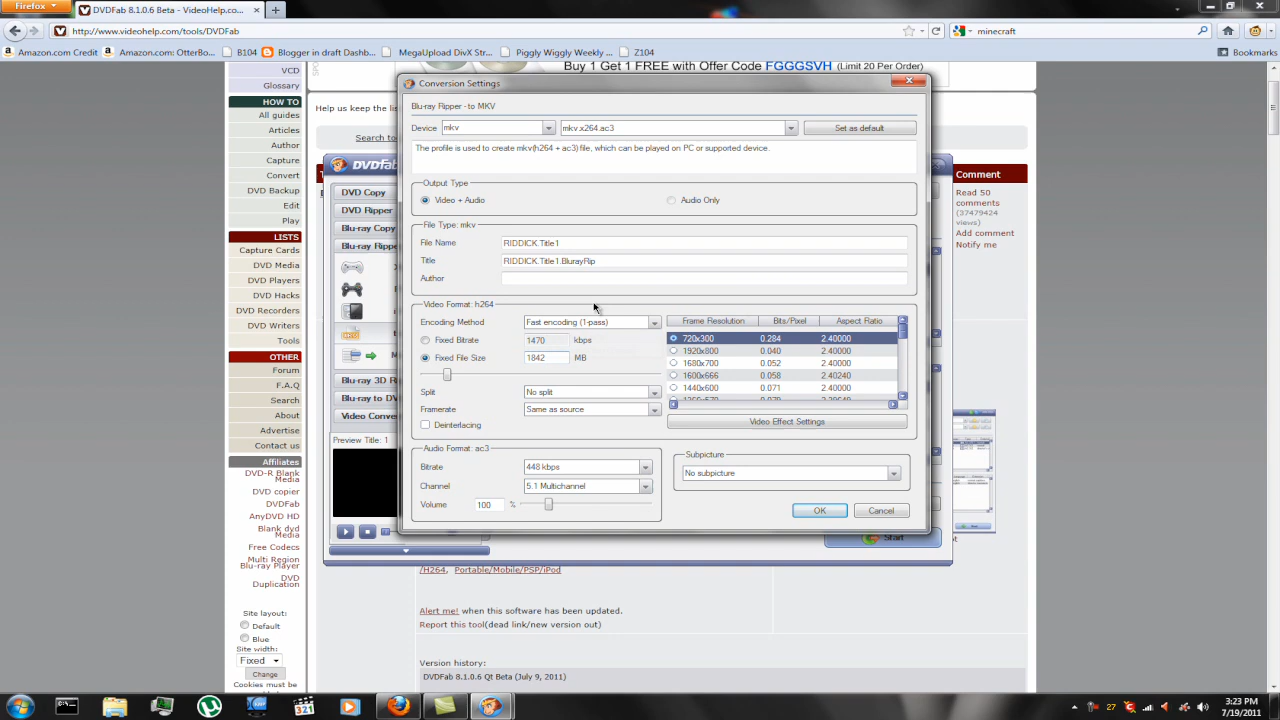 Firefox
DVDFab 8.1.0.6 Beta - VideoHelp.com/to...
http://www.videohelp.com/tools/DVDFab
minecraft
Amazon.com Credit
Amazon.com: OtterBo...
B104
Blogger in draft Dashb...
MegaUpload DivX Str...
Piggly Wiggly Weekly ...
Z104
Bookmarks
VCD
Glossary
HOW TO
All guides
Articles
Author
Capture
Convert
DVD Backup
Edit
Play
LISTS
Capture Cards
DVD Media
DVD Players
DVD Hacks
DVD Recorders
DVD Writers
Tools
OTHER
Forum
F.A.Q
Search
About
Advertise
Contact us
Affiliates
DVD-R Blank
Media
DVD copier
DVDFab
AnyDVD HD
Blank dvd
Media
Free Codecs
Multi Region
Blu-ray Player
DVD
Duplication
Site layout:
Default
Blue
Site width:
Fixed
Change
Cookies must be
Buy 1 Get 1 FREE with Offer Code FGGGSVH (Limit 20 Per Order)
Help us keep the lis
Search to
Comment
Read 50
comments
(37479424
views)
Add comment
Notify me
DVD Copy
DVD Ripper
Blu-ray Copy
Blu-ray Ripper
Blu-ray 3D R
Blu-ray to DV
Video Conve
Preview Title: 1
Start
Conversion Settings
Blu-ray Ripper - to MKV
Device
mkv
mkv.x264.ac3
Set as default
The profile is used to create mkv(h264 + ac3) file, which can be played on PC or supported device.
Output Type
Video + Audio
Audio Only
File Type: mkv
File Name
RIDDICK.Title1
Title
RIDDICK.Title1.BlurayRip
Author
Video Format: h264
Encoding Method
Fast encoding (1-pass)
Fixed Bitrate
1470
kbps
Fixed File Size
1842
MB
Split
No split
Framerate
Same as source
Deinterlacing
Frame Resolution Bits/Pixel Aspect Ratio
720x300 0.284 2.40000
1920x800 0.040 2.40000
1680x700 0.052 2.40000
1600x666 0.058 2.40240
1440x600 0.071 2.40000
Video Effect Settings
Audio Format: ac3
Bitrate
448 kbps
Channel
5.1 Multichannel
Volume
100
%
Subpicture
No subpicture
OK
Cancel
/H264, Portable/Mobile/PSP/iPod
Alert me! when this software has been updated.
Report this tool(dead link/new version out)
Version history:
DVDFab 8.1.0.6 Qt Beta (July 9, 2011)
321
27
3:23 PM
7/19/2011